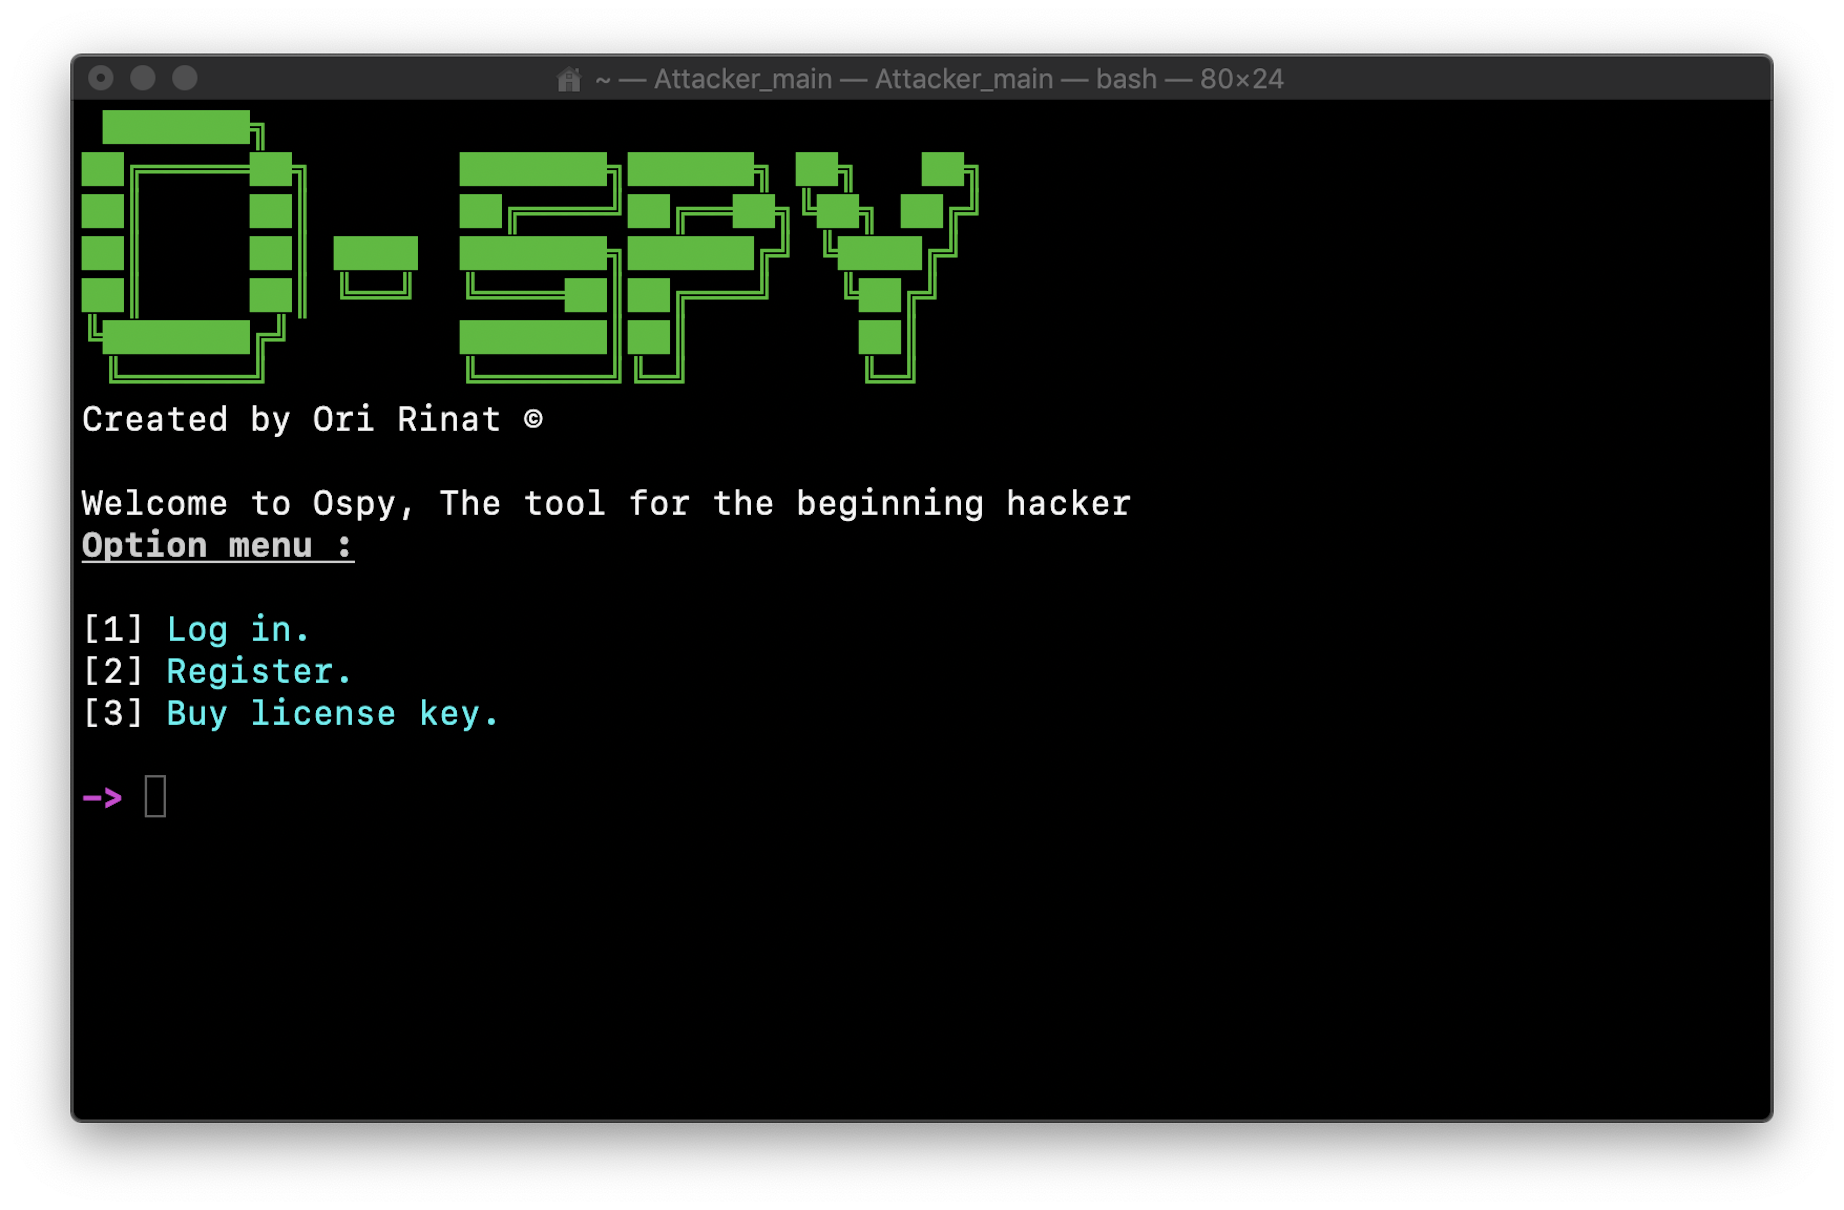 ~ — Attacker_main — Attacker_main — bash — 80×24
O-SPY
Created by Ori Rinat ©
Welcome to Ospy, The tool for the beginning hacker
Option menu :
[1] Log in.
[2] Register.
[3] Buy license key.
->